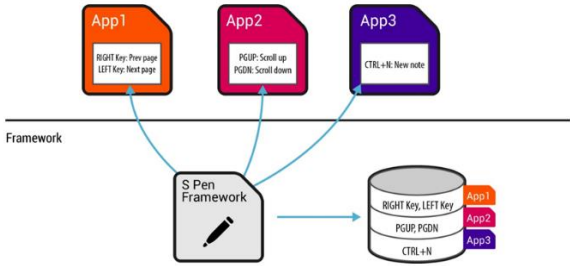 App1
RIGHT Key: Prev page
LEFT Key: Next page
App2
PGUP: Scroll up
PGDN: Scroll down
App3
CTRL+N: New note
Framework
S Pen
Framework
RIGHT Key, LEFT Key
App1
PGUP, PGDN
App2
CTRL+N
App3